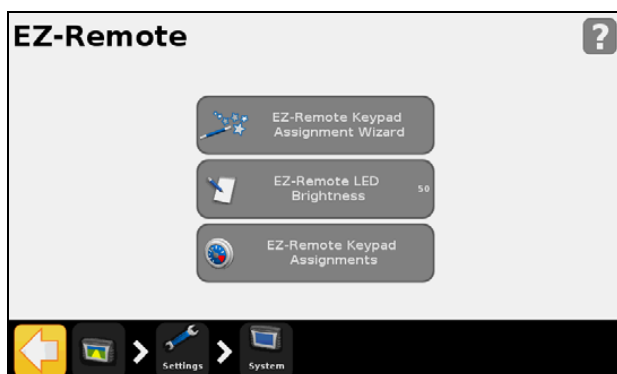 EZ-Remote
?
EZ-Remote Keypad
Assignment Wizard
EZ-Remote LED
Brightness
50
EZ-Remote Keypad
Assignments
Settings
System